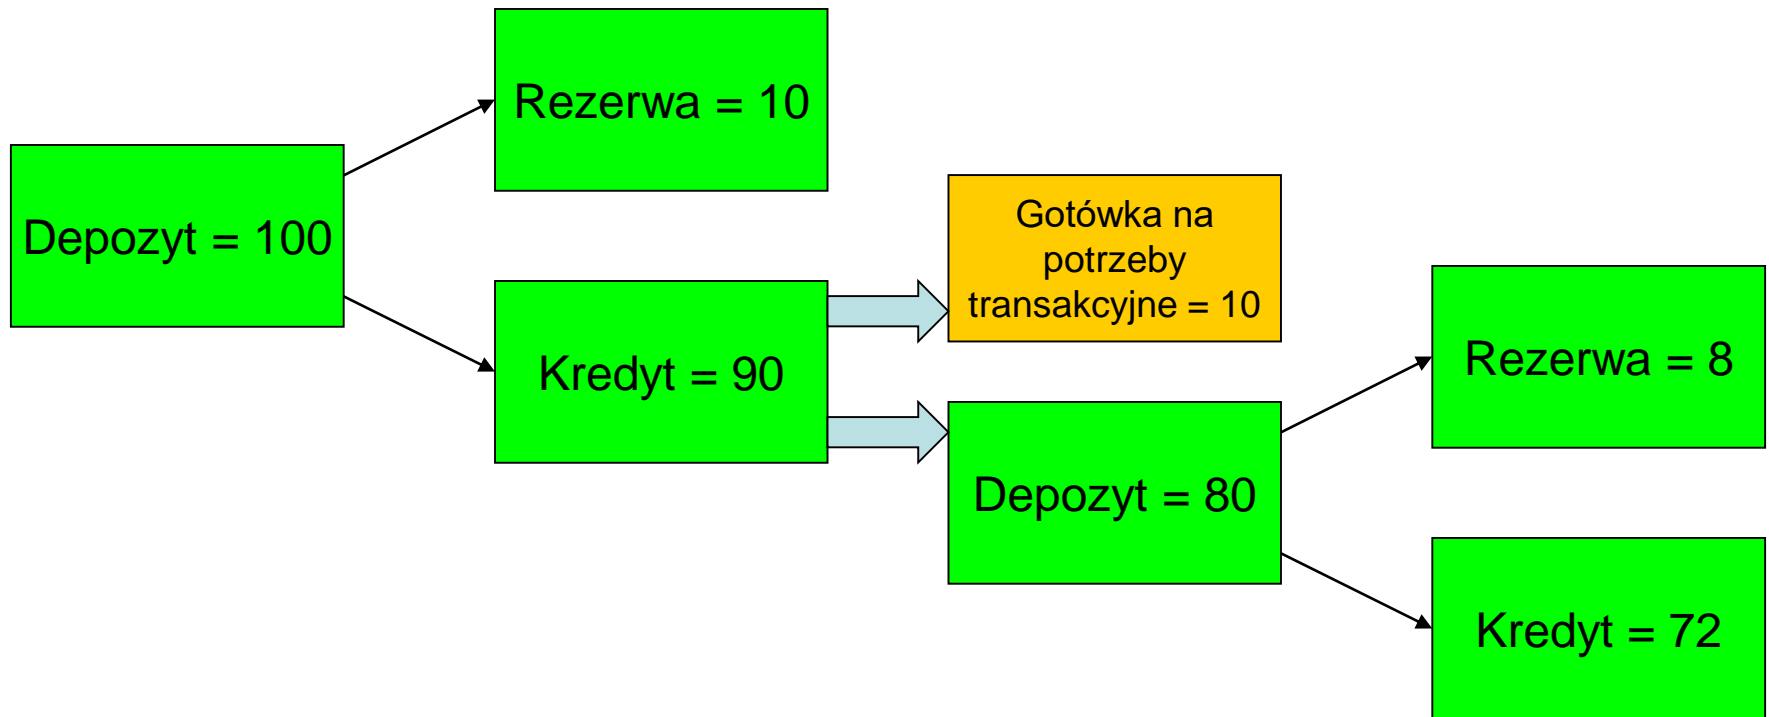 Rezerwa = 10
Depozyt = 100
Gotówka na
potrzeby
transakcyjne = 10
Kredyt = 90
Rezerwa = 8
Depozyt = 80
Kredyt = 72